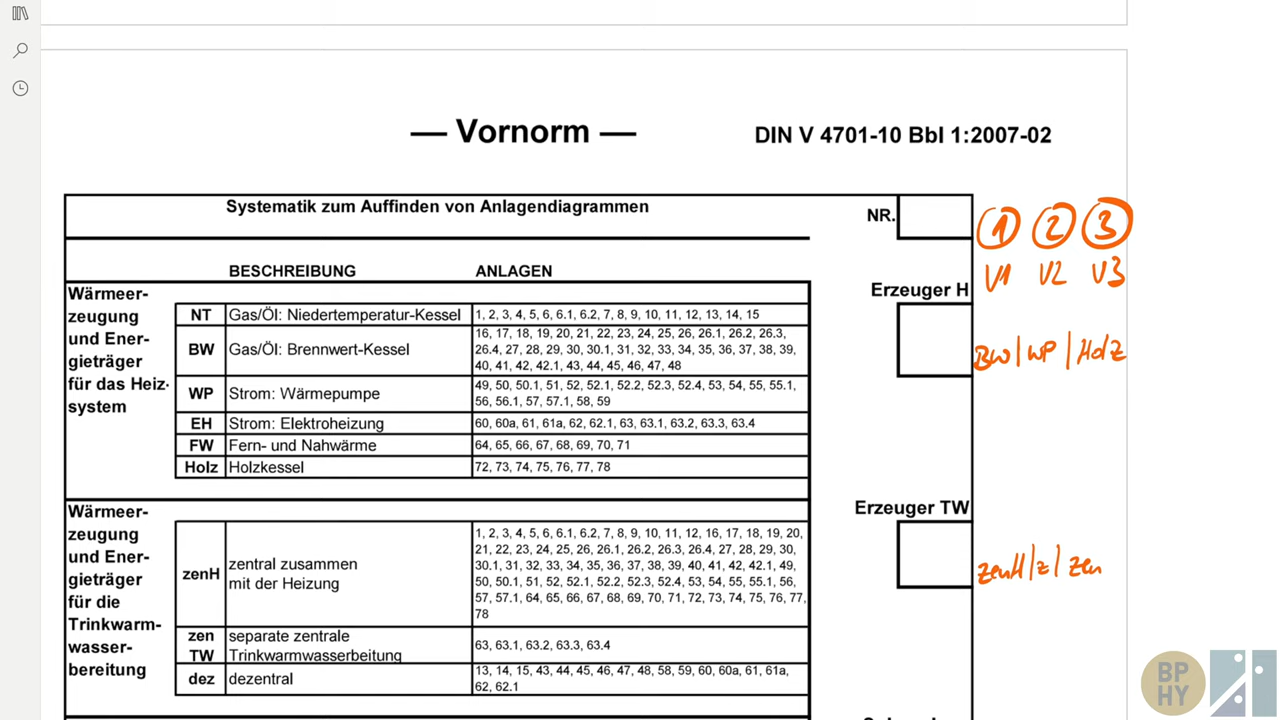 — Vornorm —
DIN V 4701-10 Bbl 1:2007-02
Systematik zum Auffinden von Anlagendiagrammen
NR.
1 2 3
V1 V2 V3
BESCHREIBUNG ANLAGEN
Erzeuger H
Wärmeer-
zeugung
und Ener-
gieträger
für das Heiz-
system
NT Gas/Öl: Niedertemperatur-Kessel 1, 2, 3, 4, 5, 6, 6.1, 6.2, 7, 8, 9, 10, 11, 12, 13, 14, 15
BW Gas/Öl: Brennwert-Kessel 16, 17, 18, 19, 20, 21, 22, 23, 24, 25, 26, 26.1, 26.2, 26.3,
26.4, 27, 28, 29, 30, 30.1, 31, 32, 33, 34, 35, 36, 37, 38, 39,
40, 41, 42, 42.1, 43, 44, 45, 46, 47, 48
WP Strom: Wärmepumpe 49, 50, 50.1, 51, 52, 52.1, 52.2, 52.3, 52.4, 53, 54, 55, 55.1,
56, 56.1, 57, 57.1, 58, 59
EH Strom: Elektroheizung 60, 60a, 61, 61a, 62, 62.1, 63, 63.1, 63.2, 63.3, 63.4
FW Fern- und Nahwärme 64, 65, 66, 67, 68, 69, 70, 71
Holz Holzkessel 72, 73, 74, 75, 76, 77, 78
BW | WP | Holz
Wärmeer-
zeugung
und Ener-
gieträger
für die
Trinkwarm-
wasser-
bereitung
Erzeuger TW
zenH zentral zusammen
mit der Heizung
1, 2, 3, 4, 5, 6, 6.1, 6.2, 7, 8, 9, 10, 11, 12, 16, 17, 18, 19, 20,
21, 22, 23, 24, 25, 26, 26.1, 26.2, 26.3, 26.4, 27, 28, 29, 30,
30.1, 31, 32, 33, 34, 35, 36, 37, 38, 39, 40, 41, 42, 42.1, 49,
50, 50.1, 51, 52, 52.1, 52.2, 52.3, 52.4, 53, 54, 55, 55.1, 56,
57, 57.1, 64, 65, 66, 67, 68, 69, 70, 71, 72, 73, 74, 75, 76, 77,
78
zenH | z | zen
zen separate zentrale
TW Trinkwarmwasserbeitung 63, 63.1, 63.2, 63.3, 63.4
dez dezentral 13, 14, 15, 43, 44, 45, 46, 47, 48, 58, 59, 60, 60a, 61, 61a,
62, 62.1
BP
HY